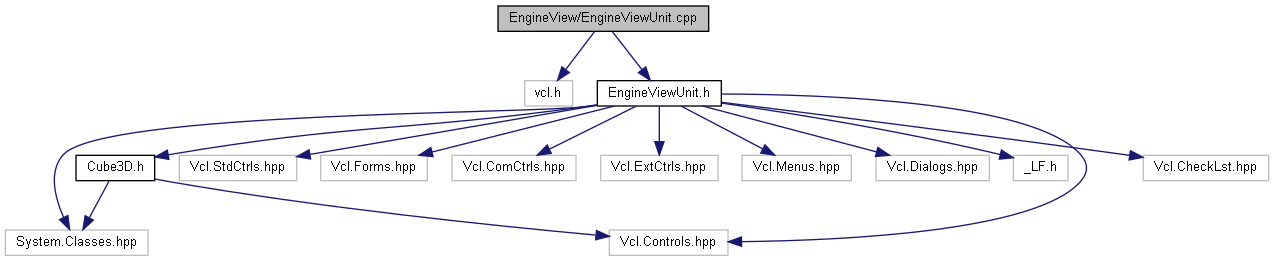 EngineView/EngineViewUnit.cpp
vcl.h
EngineViewUnit.h
Cube3D.h
Vcl.StdCtrls.hpp
Vcl.Forms.hpp
Vcl.ComCtrls.hpp
Vcl.ExtCtrls.hpp
Vcl.Menus.hpp
Vcl.Dialogs.hpp
_LF.h
Vcl.CheckLst.hpp
System.Classes.hpp
Vcl.Controls.hpp